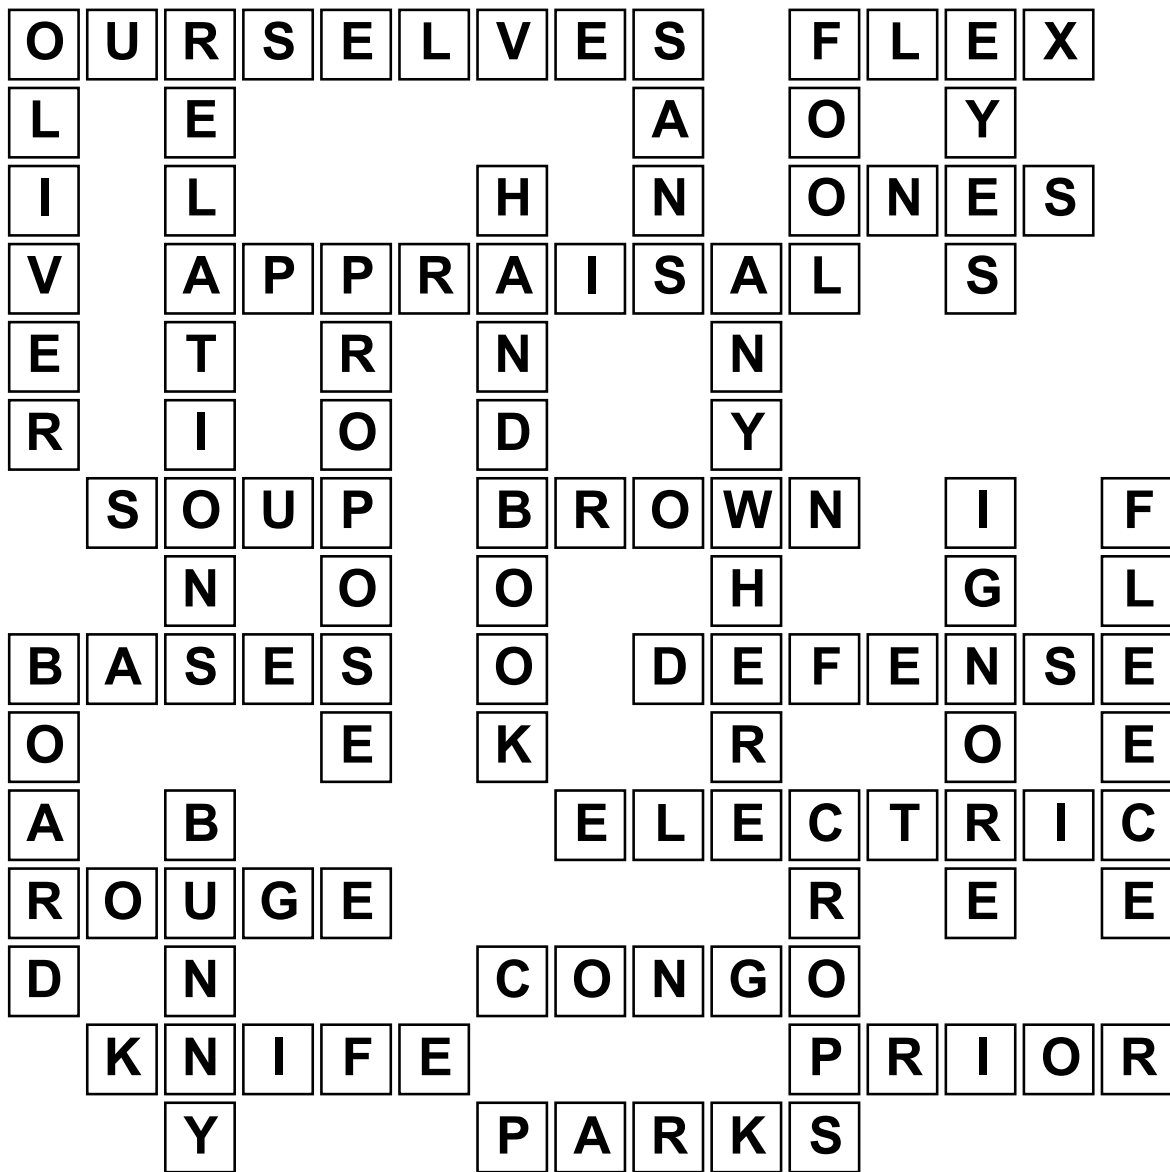 OURSELVES FLEX
L E A O Y
I L H N ONES
V APPRAISAL S
E T R N N
R I O D Y
SOUP BROWN I F
N O O H G L
BASES O DEFENSE
O E K R O E
A B ELECTRIC
ROUGE R E E
D N CONGO
KNIFE PRIOR
Y PARKS